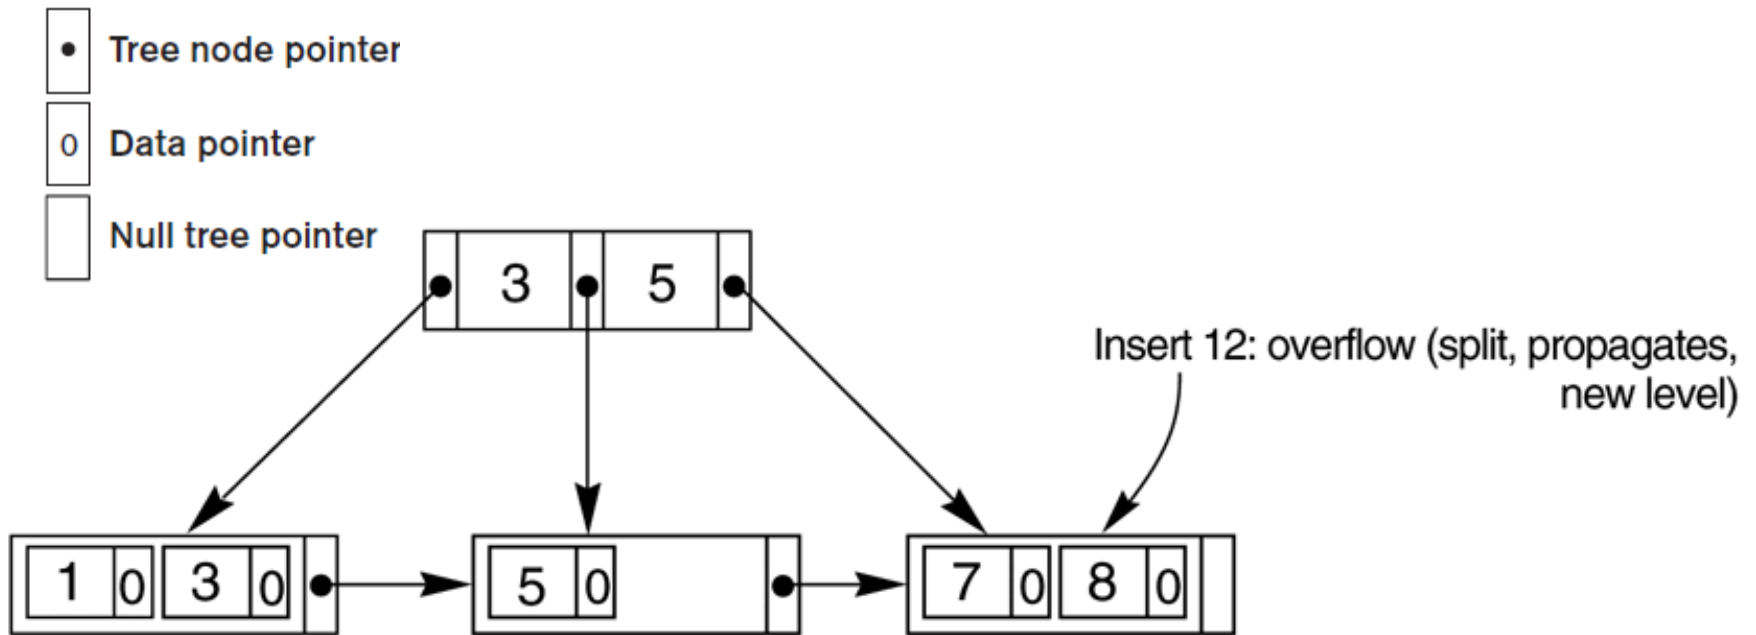 • Tree node pointer
0 Data pointer
Null tree pointer
3 5
Insert 12: overflow (split, propagates,
new level)
1 0 3 0
5 0
7 0 8 0